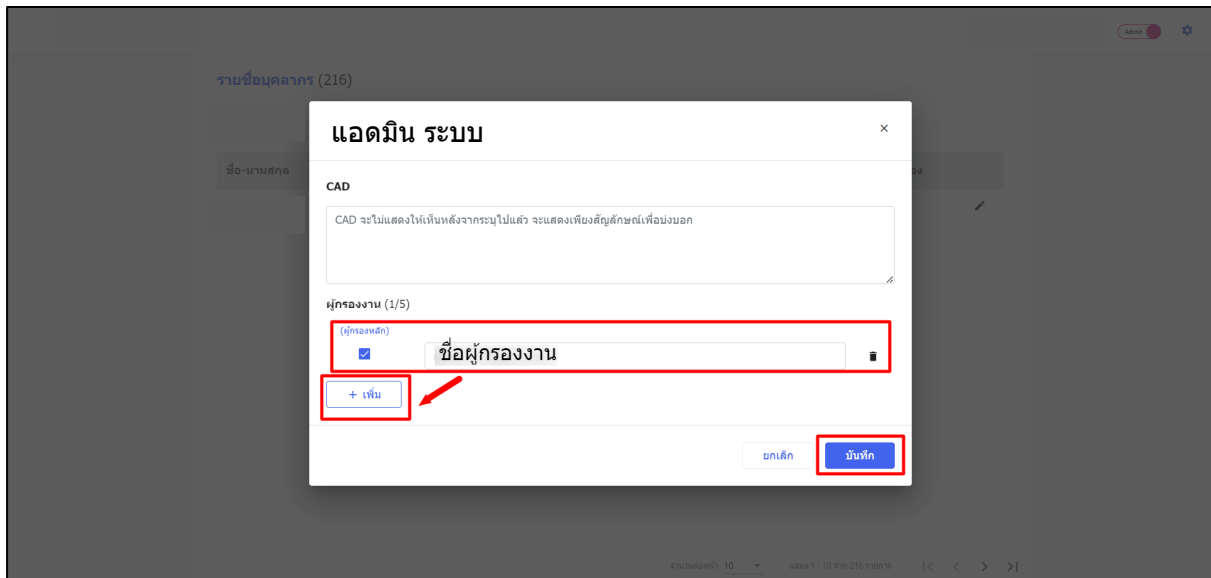 Admin
รายชื่อบุคลากร (216)
แอดมิน ระบบ
×
ชื่อ-นามสกุล
CAD
CAD จะไม่แสดงให้เห็นหลังจากระบุไปแล้ว จะแสดงเพียงสัญลักษณ์เพื่อบ่งบอก
ผู้กรองงาน (1/5)
(ผู้กรองหลัก)
ชื่อผู้กรองงาน
+ เพิ่ม
ยกเลิก
บันทึก
จำนวนต่อหน้า 10
แสดง 1 - 10 จาก 216 รายการ